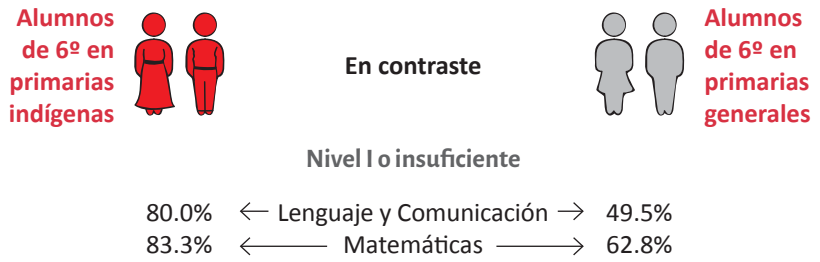 Alumnos
de 6º en
primarias
indígenas
En contraste
Alumnos
de 6º en
primarias
generales
Nivel I o insuficiente
80.0% ← Lenguaje y Comunicación → 49.5%
83.3% ← Matemáticas → 62.8%